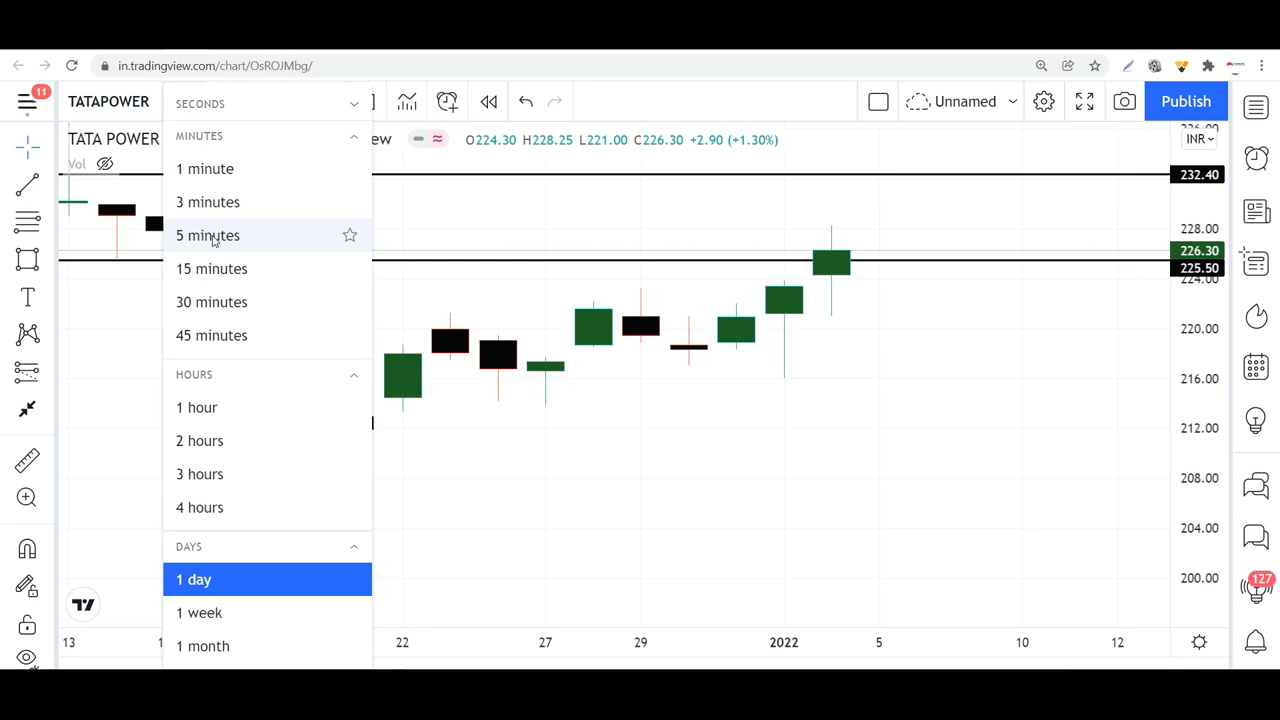 in.tradingview.com/chart/OsROJMbg/
11
TATAPOWER
Unnamed
Publish
SECONDS
MINUTES
1 minute
3 minutes
5 minutes
15 minutes
30 minutes
45 minutes
HOURS
1 hour
2 hours
3 hours
4 hours
DAYS
1 day
1 week
1 month
TATA POWER
ew
O224.30 H228.25 L221.00 C226.30 +2.90 (+1.30%)
Vol
INR
232.40
228.00
226.30
225.50
224.00
220.00
216.00
212.00
208.00
204.00
200.00
127
13
22
27
29
2022
5
10
12